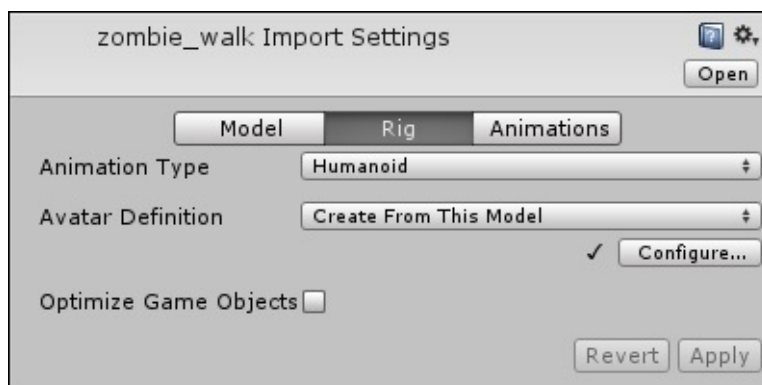 zombie_walk Import Settings
Open
Model Rig Animations
Animation Type Humanoid
Avatar Definition Create From This Model
✓ Configure...
Optimize Game Objects
Revert Apply